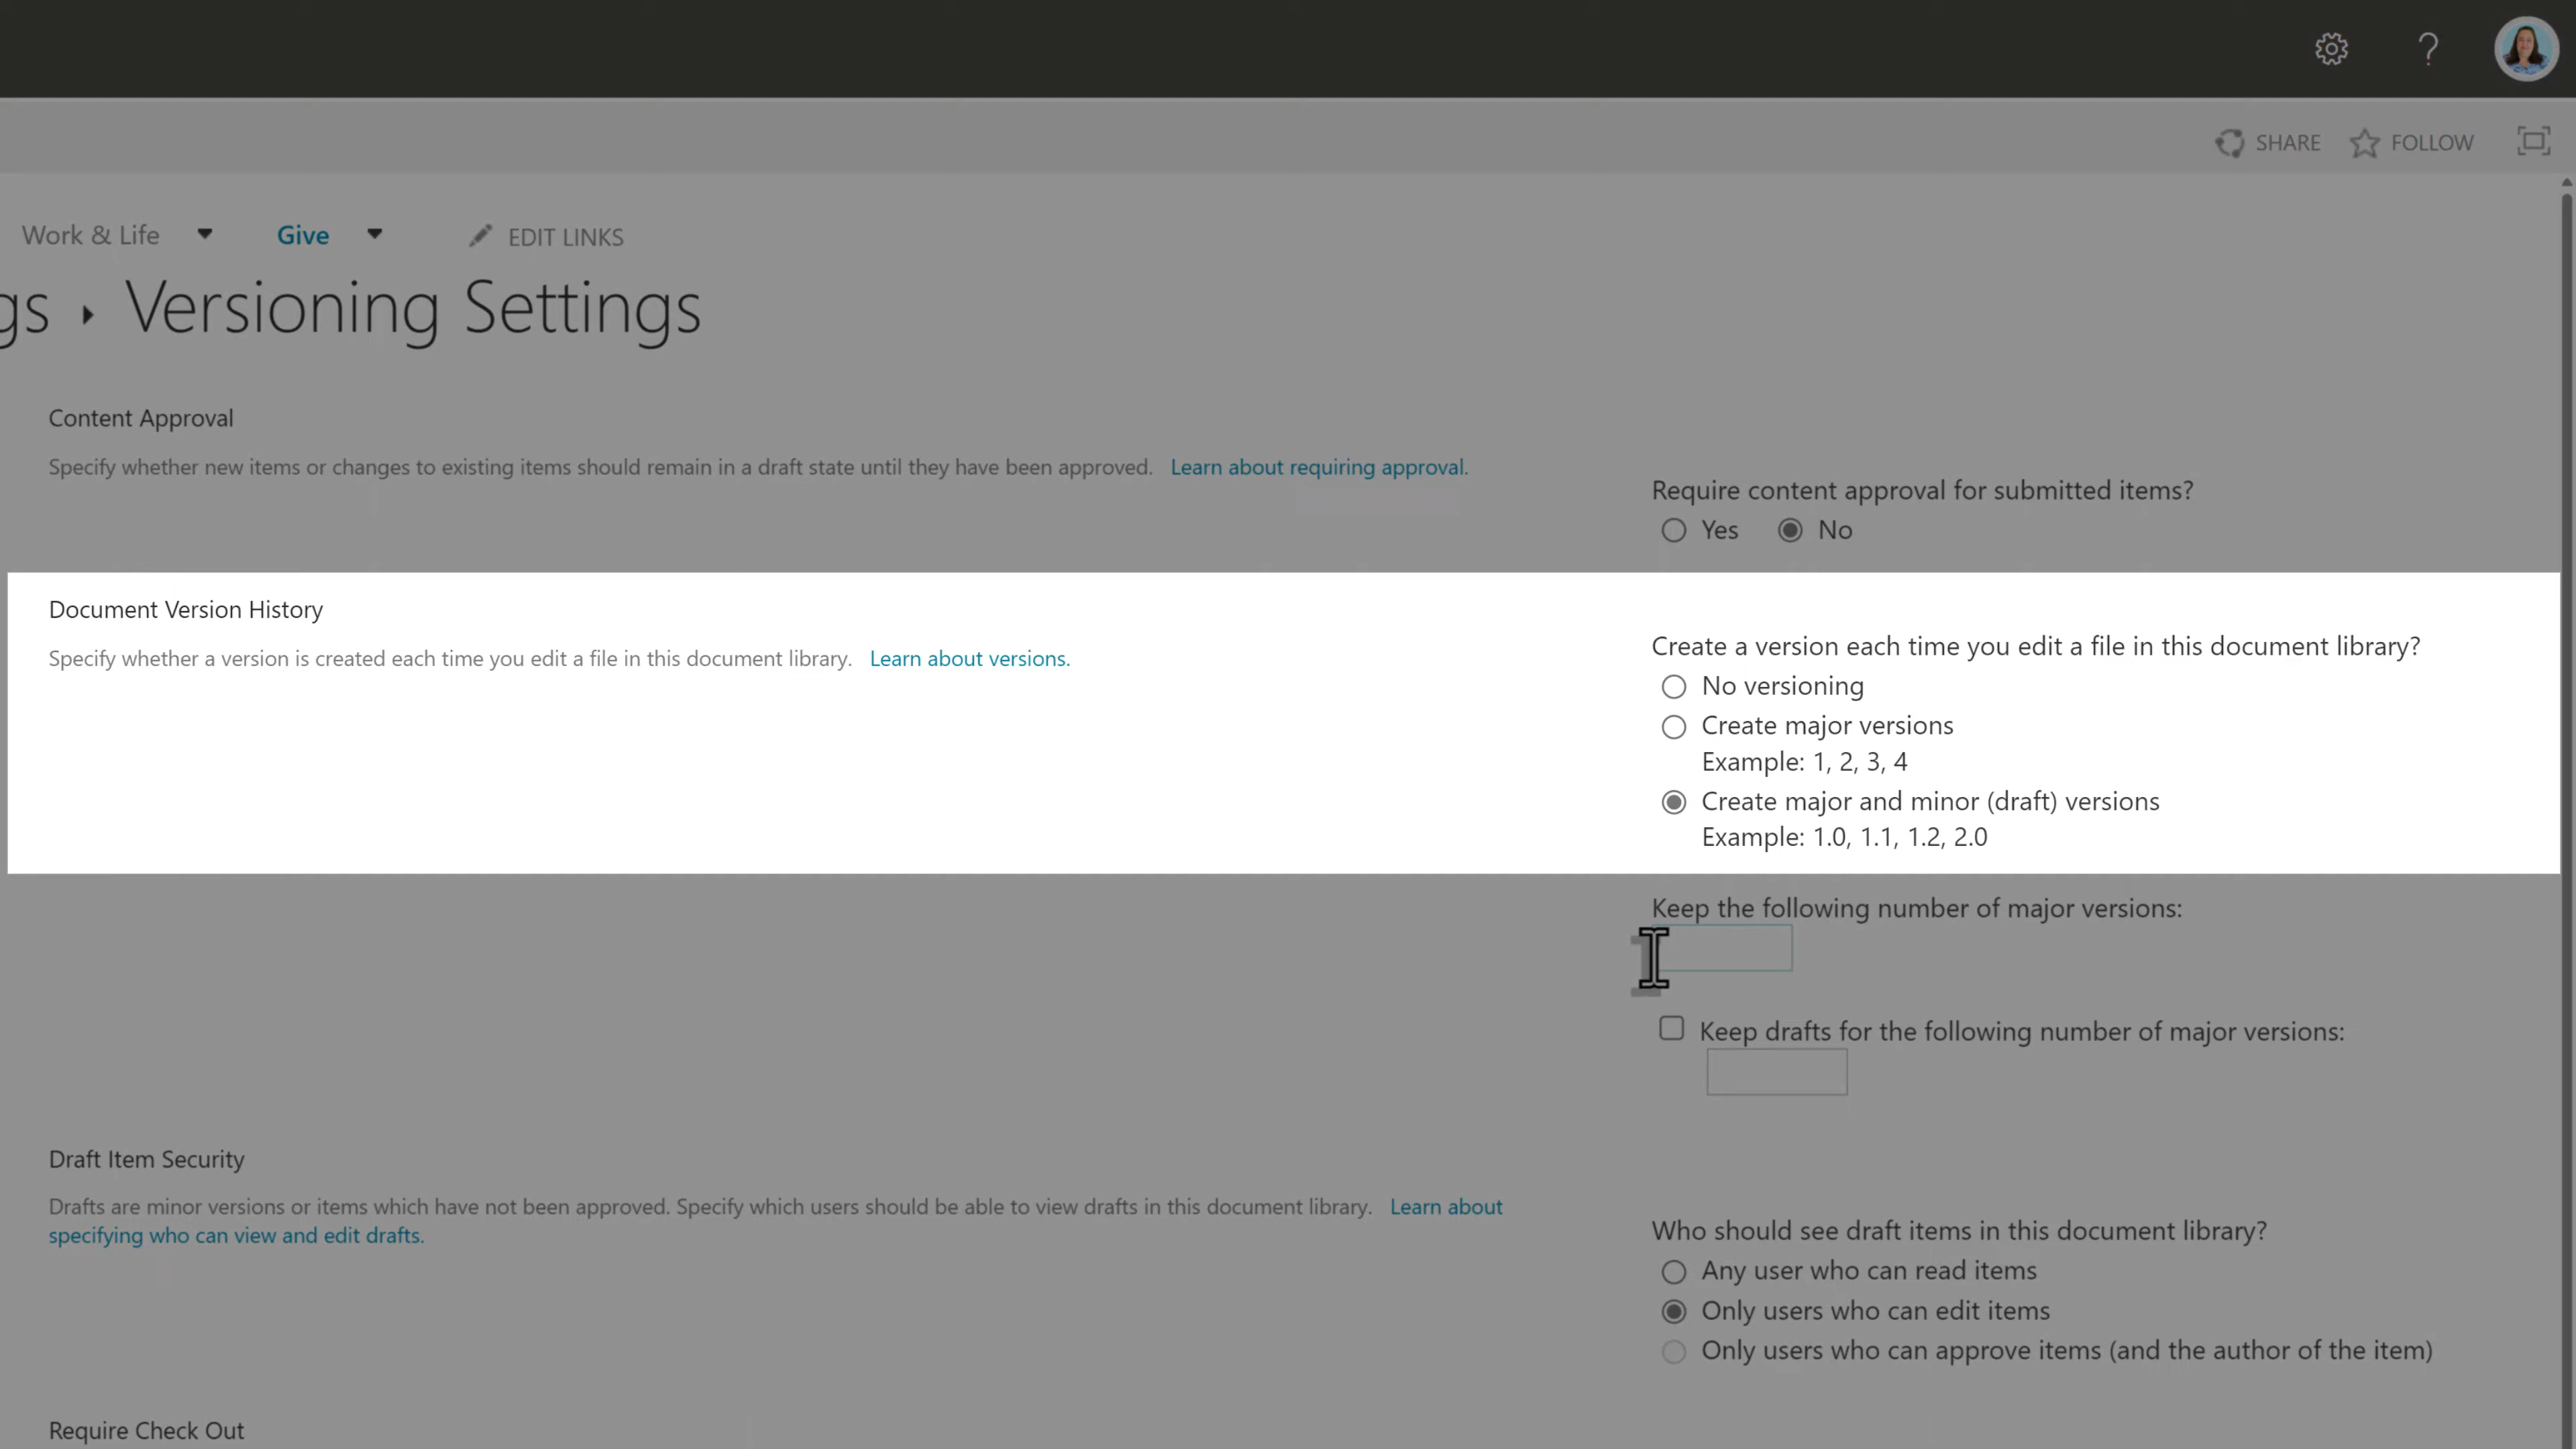 SHARE FOLLOW
Work & Life Give EDIT LINKS
gs ▸ Versioning Settings
Content Approval
Specify whether new items or changes to existing items should remain in a draft state until they have been approved. Learn about requiring approval.
Require content approval for submitted items?
Yes No
Document Version History
Specify whether a version is created each time you edit a file in this document library. Learn about versions.
Create a version each time you edit a file in this document library?
No versioning
Create major versions
Example: 1, 2, 3, 4
Create major and minor (draft) versions
Example: 1.0, 1.1, 1.2, 2.0
Keep the following number of major versions:
Keep drafts for the following number of major versions:
Draft Item Security
Drafts are minor versions or items which have not been approved. Specify which users should be able to view drafts in this document library. Learn about
specifying who can view and edit drafts.
Who should see draft items in this document library?
Any user who can read items
Only users who can edit items
Only users who can approve items (and the author of the item)
Require Check Out